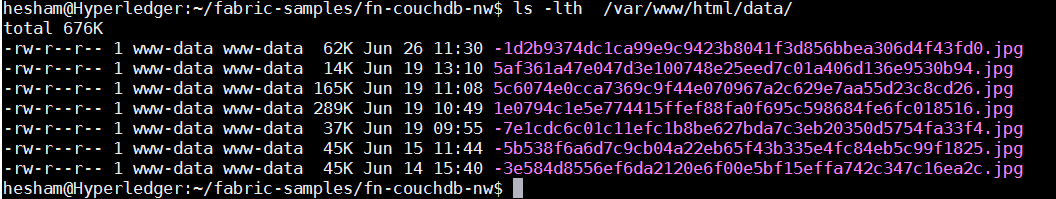 hesham@Hyperledger:~/fabric-samples/fn-couchdb-nw$ ls -lth  /var/www/html/data/
total 676K
-rw-r--r-- 1 www-data www-data  62K Jun 26 11:30 -1d2b9374dc1ca99e9c9423b8041f3d856bbea306d4f43fd0.jpg
-rw-r--r-- 1 www-data www-data  14K Jun 19 13:10 5af361a47e047d3e100748e25eed7c01a406d136e9530b94.jpg
-rw-r--r-- 1 www-data www-data 165K Jun 19 11:08 5c6074e0cca7369c9f44e070967a2c629e7aa55d23c8cd26.jpg
-rw-r--r-- 1 www-data www-data 289K Jun 19 10:49 1e0794c1e5e774415ffef88fa0f695c598684fe6fc018516.jpg
-rw-r--r-- 1 www-data www-data  37K Jun 19 09:55 -7e1cdc6c01c11efc1b8be627bda7c3eb20350d5754fa33f4.jpg
-rw-r--r-- 1 www-data www-data  45K Jun 15 11:44 -5b538f6a6d7c9cb04a22eb65f43b335e4fc84eb5c99f1825.jpg
-rw-r--r-- 1 www-data www-data  45K Jun 14 15:40 -3e584d8556ef6da2120e6f00e5bf15effa742c347c16ea2c.jpg
hesham@Hyperledger:~/fabric-samples/fn-couchdb-nw$